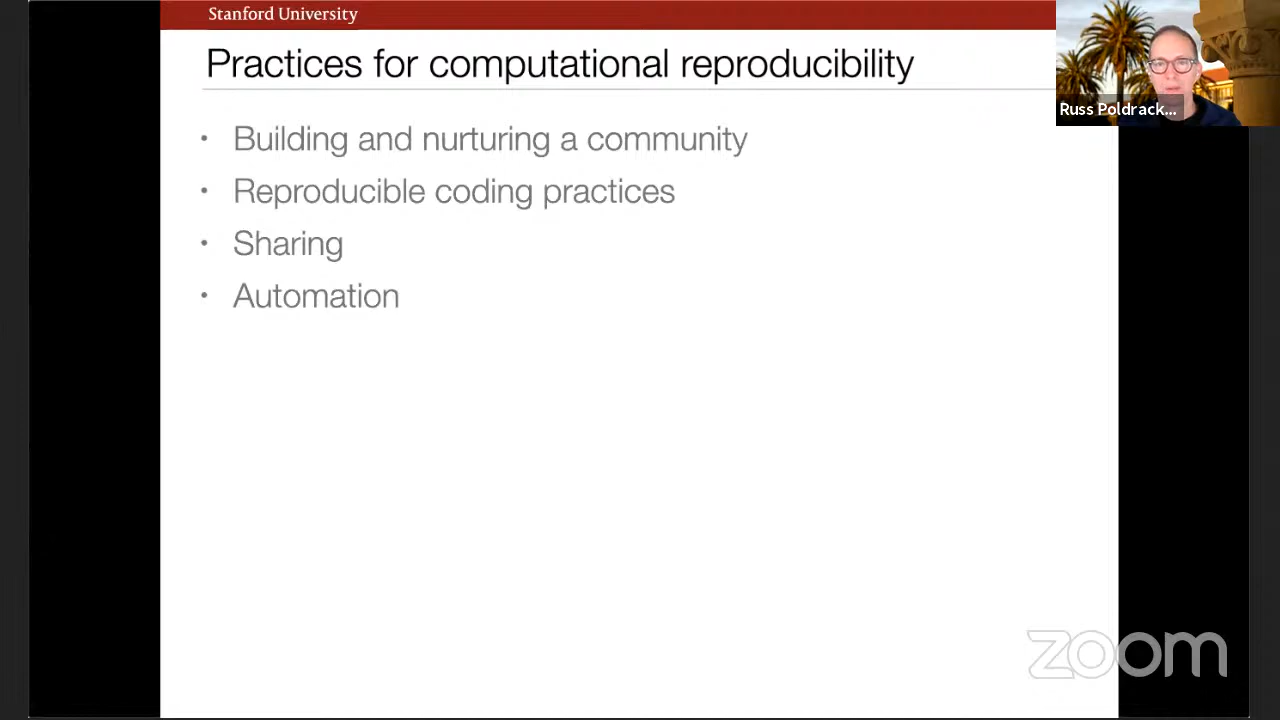 Stanford University
Practices for computational reproducibility
Russ Poldrack...
• Building and nurturing a community
• Reproducible coding practices
• Sharing
• Automation
zoom